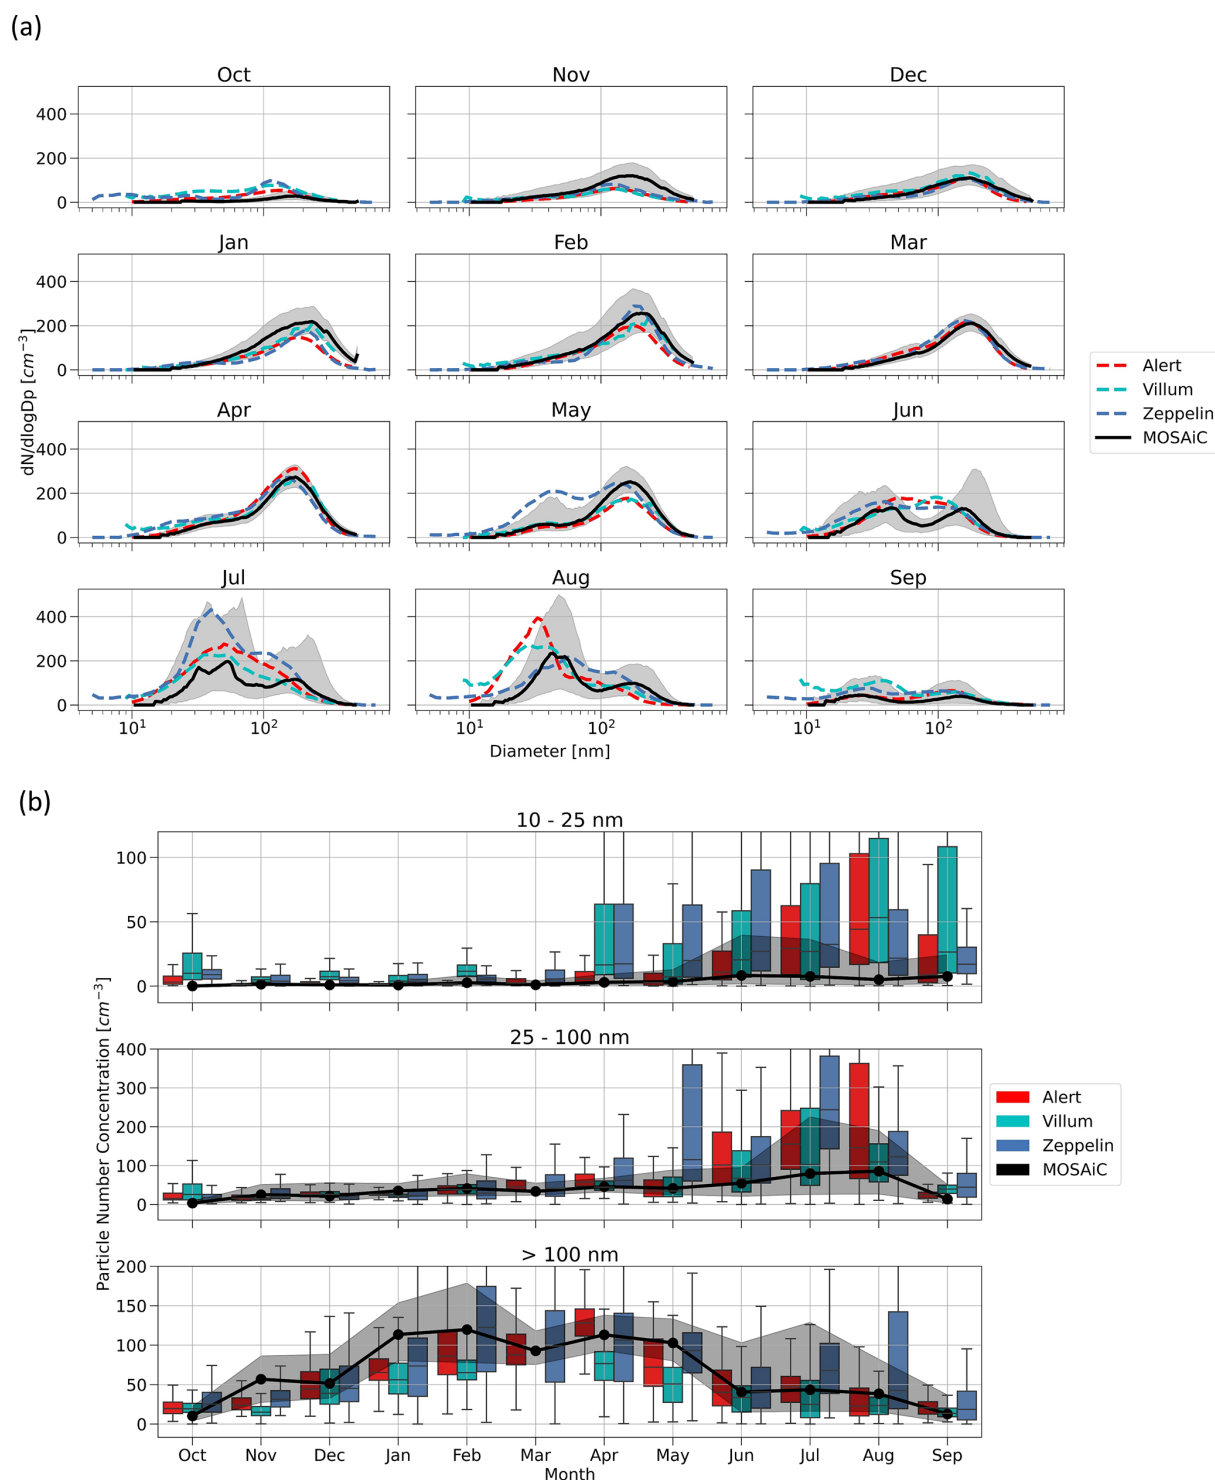 (a)
Oct Nov Dec
400
200
0
Jan Feb Mar
400
200
0
dN/dlogDp [cm⁻³]
Alert
Villum
Zeppelin
MOSAiC
Apr May Jun
400
200
0
Jul Aug Sep
400
200
0
10¹ 10² 10¹ 10² 10¹ 10²
Diameter [nm]
(b)
10 - 25 nm
100
50
0
Particle Number Concentration [cm⁻³]
25 - 100 nm
400
300
200
100
0
Alert
Villum
Zeppelin
MOSAiC
> 100 nm
200
150
100
50
0
Oct Nov Dec Jan Feb Mar Apr May Jun Jul Aug Sep
Month